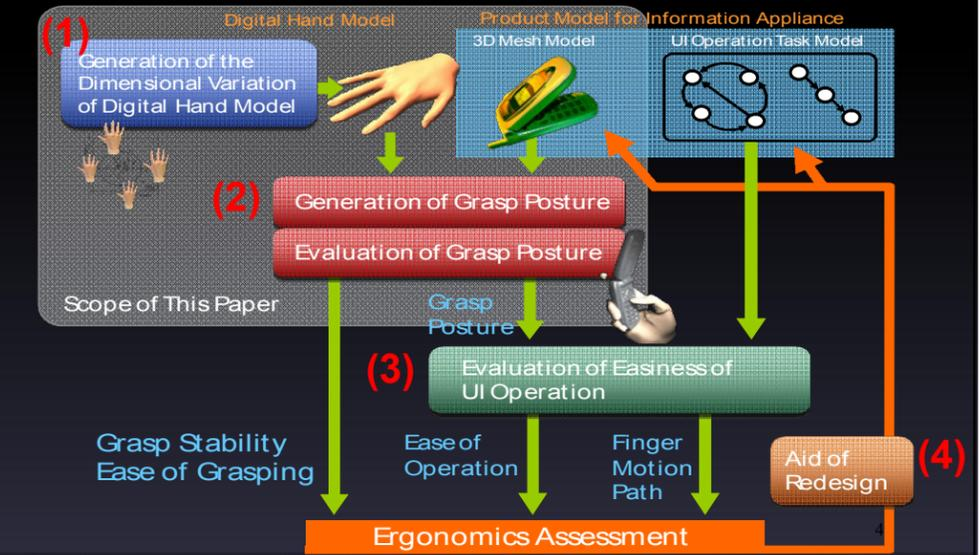 Digital Hand Model
Product Model for Information Appliance
(1)
Generation of the
Dimensional Variation
of Digital Hand Model
3D Mesh Model
UI Operation Task Model
(2)
Generation of Grasp Posture
Evaluation of Grasp Posture
Scope of This Paper
Grasp
Posture
(3)
Evaluation of Easiness of
UI Operation
Grasp Stability
Ease of Grasping
Ease of
Operation
Finger
Motion
Path
Aid of
Redesign
(4)
4
Ergonomics Assessment